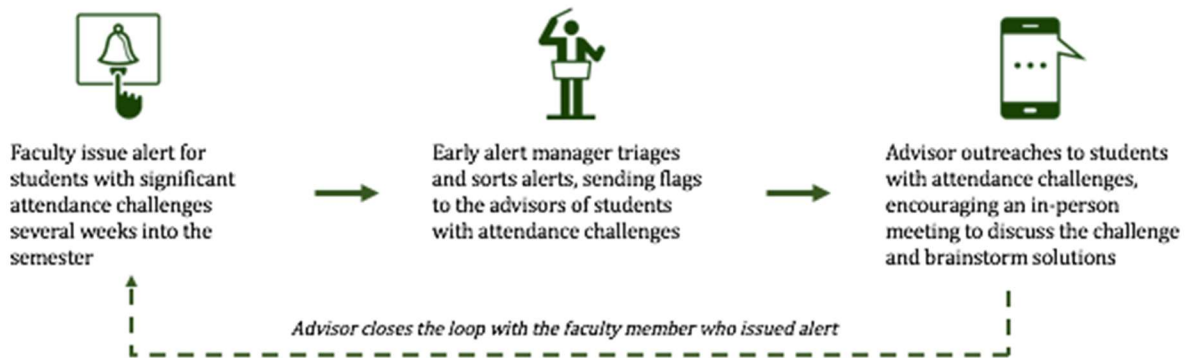 Faculty issue alert for
students with significant
attendance challenges
several weeks into the
semester
Early alert manager triages
and sorts alerts, sending flags
to the advisors of students
with attendance challenges
Advisor outreaches to students
with attendance challenges,
encouraging an in-person
meeting to discuss the challenge
and brainstorm solutions
Advisor closes the loop with the faculty member who issued alert